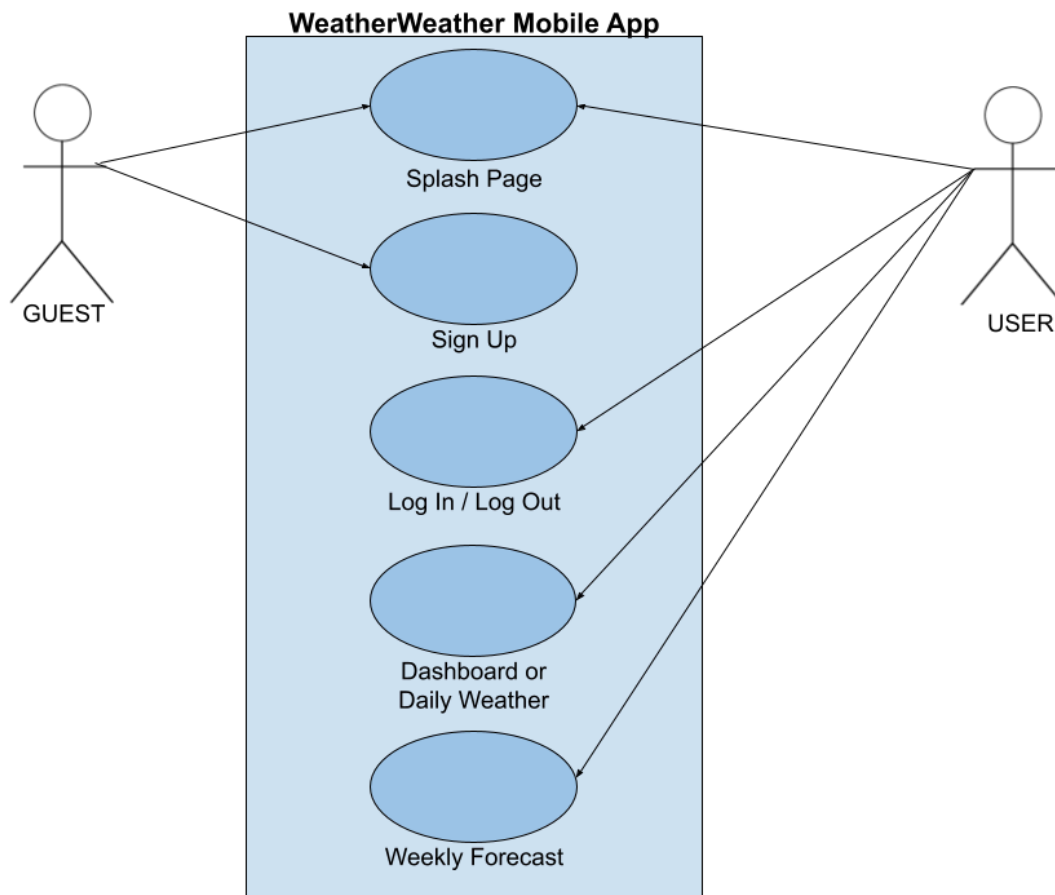 WeatherWeather Mobile App
Splash Page
GUEST
USER
Sign Up
Log In / Log Out
Dashboard or
Daily Weather
Weekly Forecast